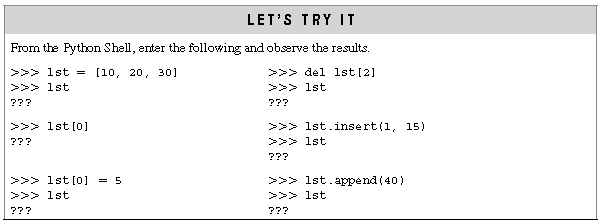 LET'S TRY IT
From the Python Shell, enter the following and observe the results.
>>> lst = [10, 20, 30]
>>> lst
???
>>> lst[0]
???
>>> lst[0] = 5
>>> lst
???
>>> del lst[2]
>>> lst
???
>>> lst.insert(1, 15)
>>> lst
???
>>> lst.append(40)
>>> lst
???